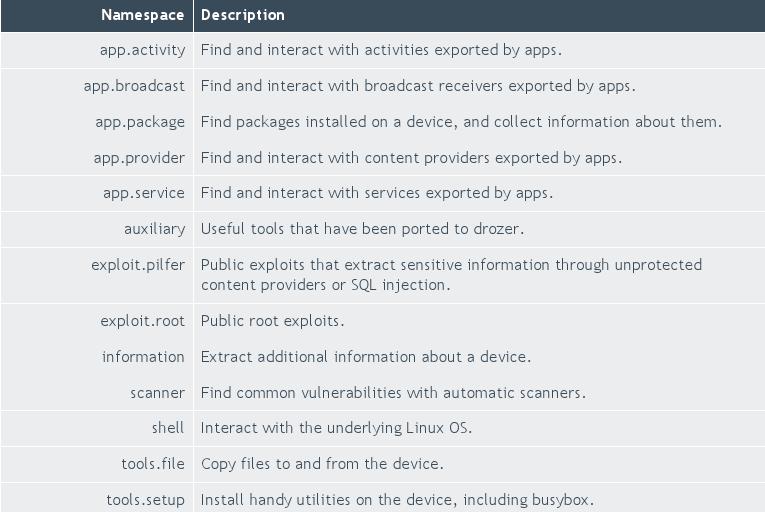 Namespace Description
app.activity Find and interact with activities exported by apps.
app.broadcast Find and interact with broadcast receivers exported by apps.
app.package Find packages installed on a device, and collect information about them.
app.provider Find and interact with content providers exported by apps.
app.service Find and interact with services exported by apps.
auxiliary Useful tools that have been ported to drozer.
exploit.pilfer Public exploits that extract sensitive information through unprotected
content providers or SQL injection.
exploit.root Public root exploits.
information Extract additional information about a device.
scanner Find common vulnerabilities with automatic scanners.
shell Interact with the underlying Linux OS.
tools.file Copy files to and from the device.
tools.setup Install handy utilities on the device, including busybox.